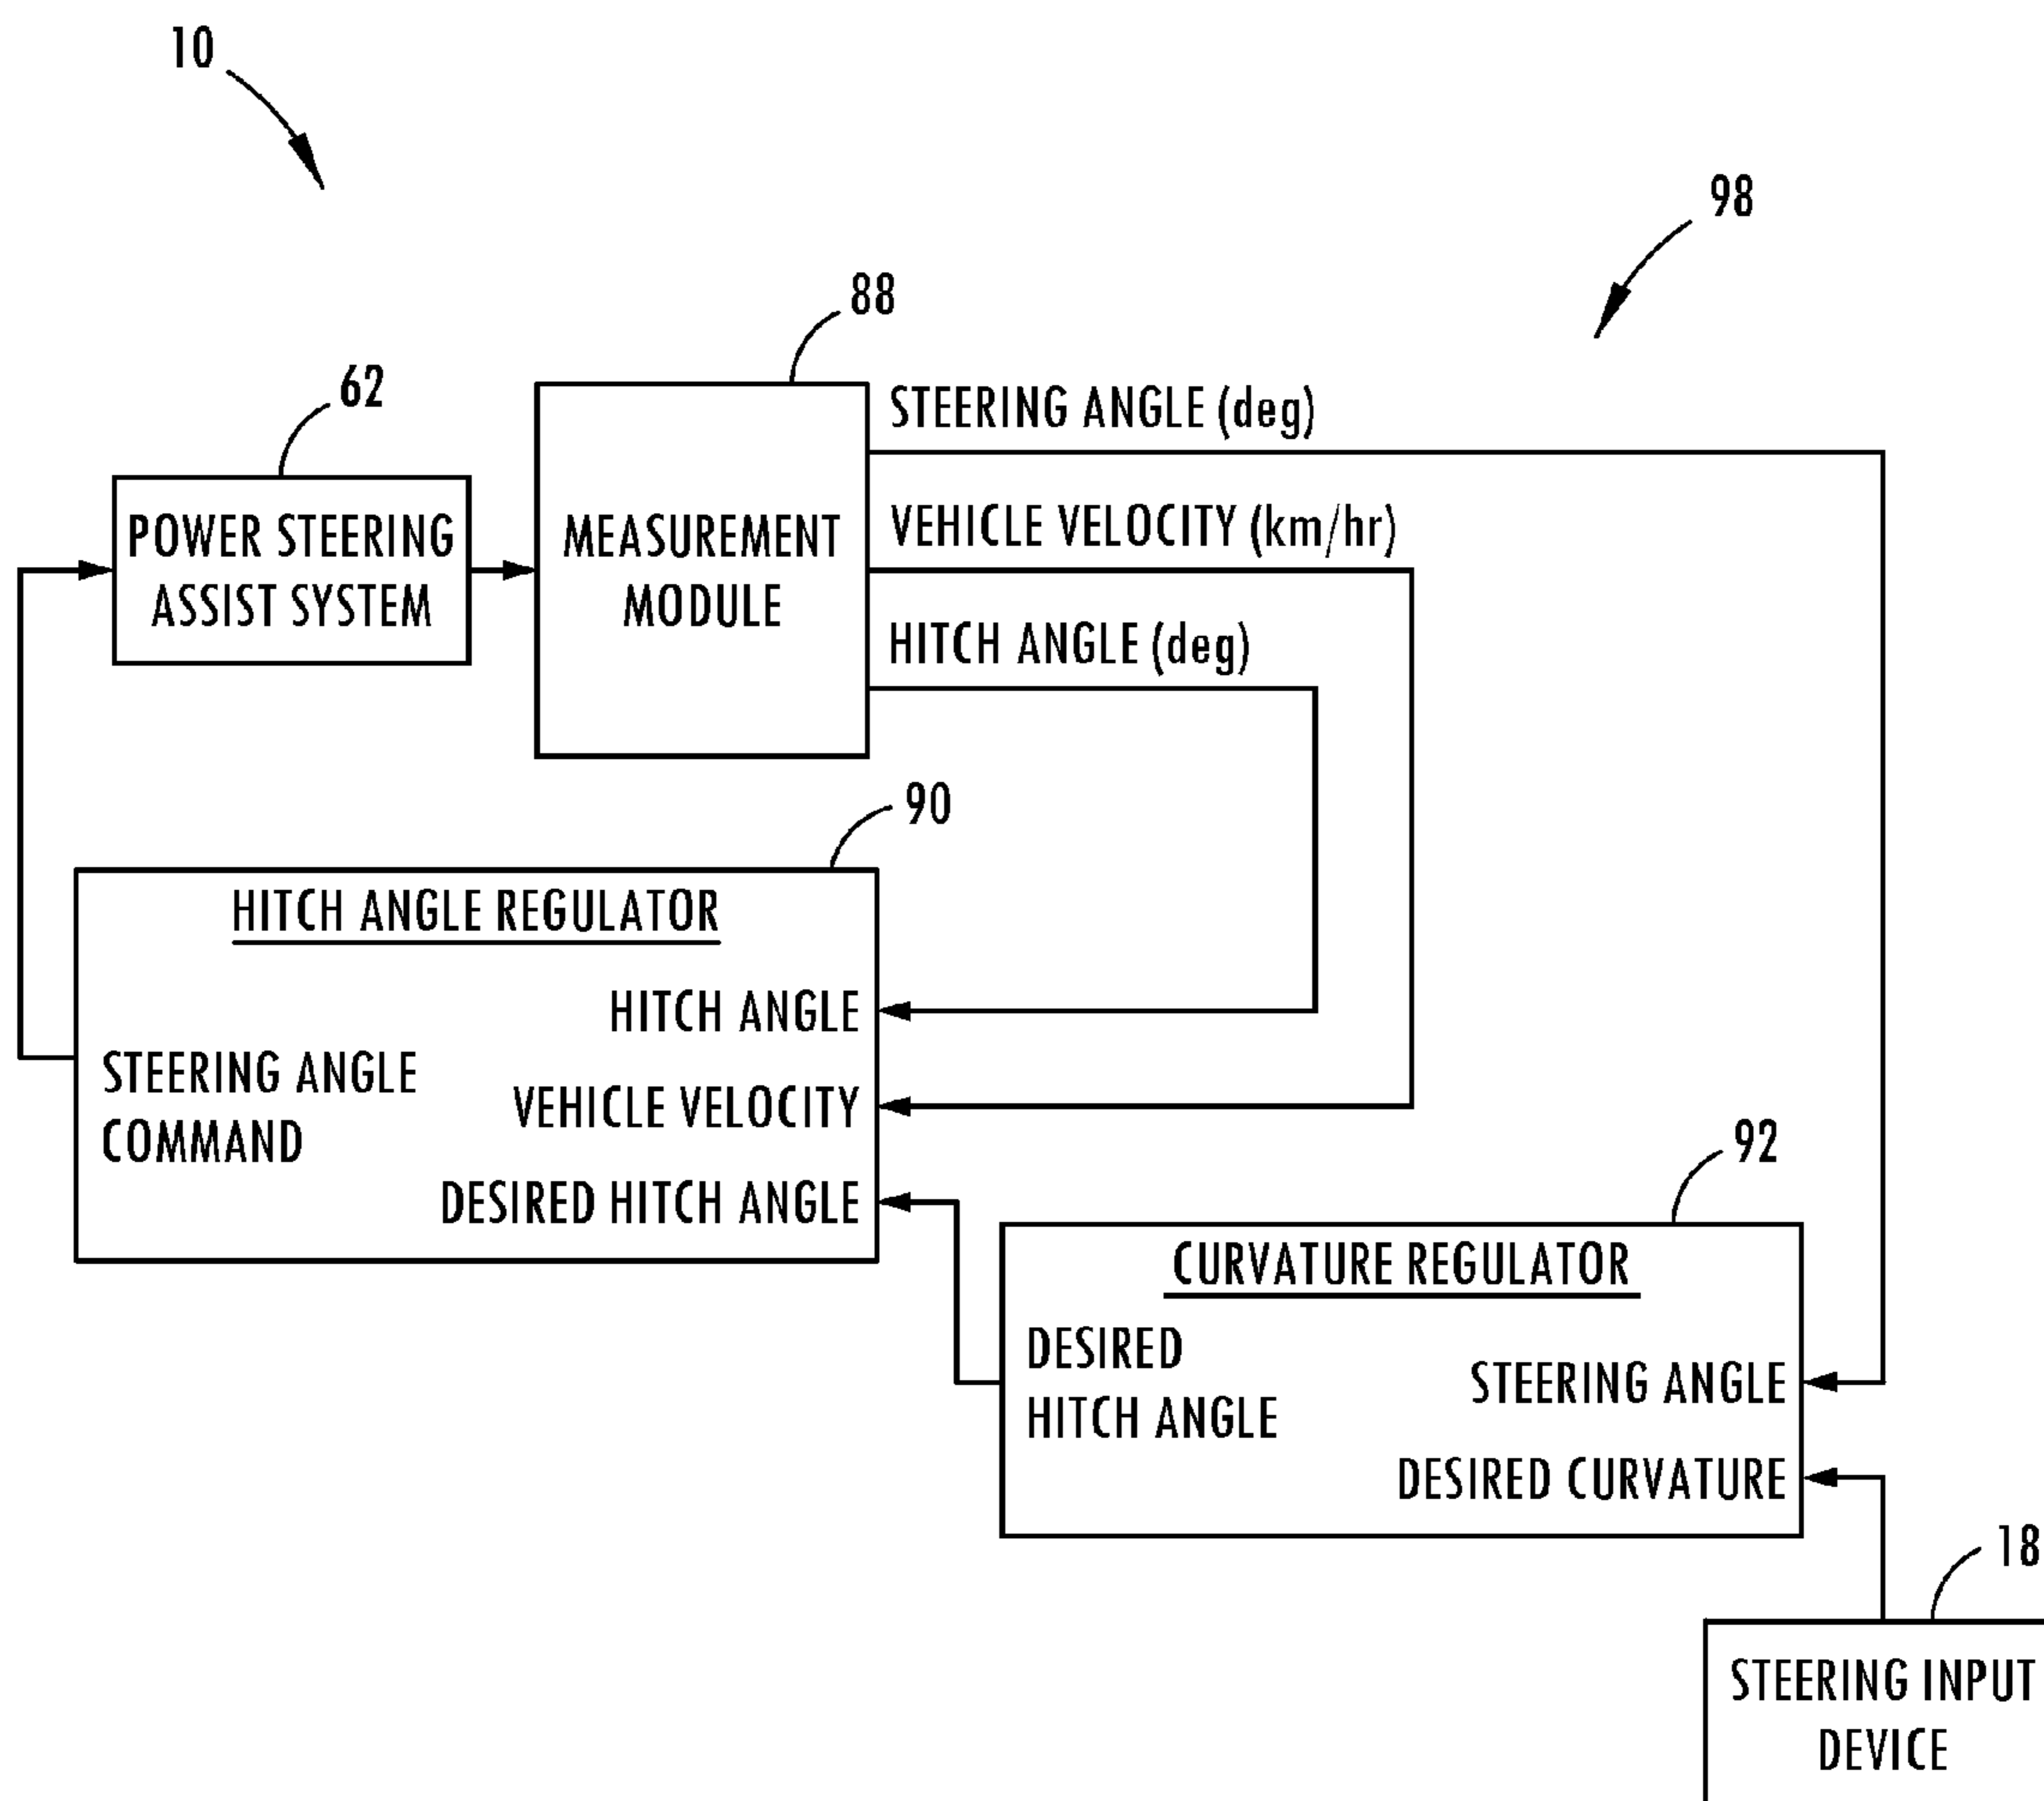 10
98
88
62
STEERING ANGLE (deg)
VEHICLE VELOCITY (km/hr)
HITCH ANGLE (deg)
POWER STEERING
ASSIST SYSTEM
MEASUREMENT
MODULE
90
HITCH ANGLE REGULATOR
HITCH ANGLE
STEERING ANGLE
COMMAND
VEHICLE VELOCITY
DESIRED HITCH ANGLE
92
CURVATURE REGULATOR
DESIRED
HITCH ANGLE
STEERING ANGLE
DESIRED CURVATURE
18
STEERING INPUT
DEVICE